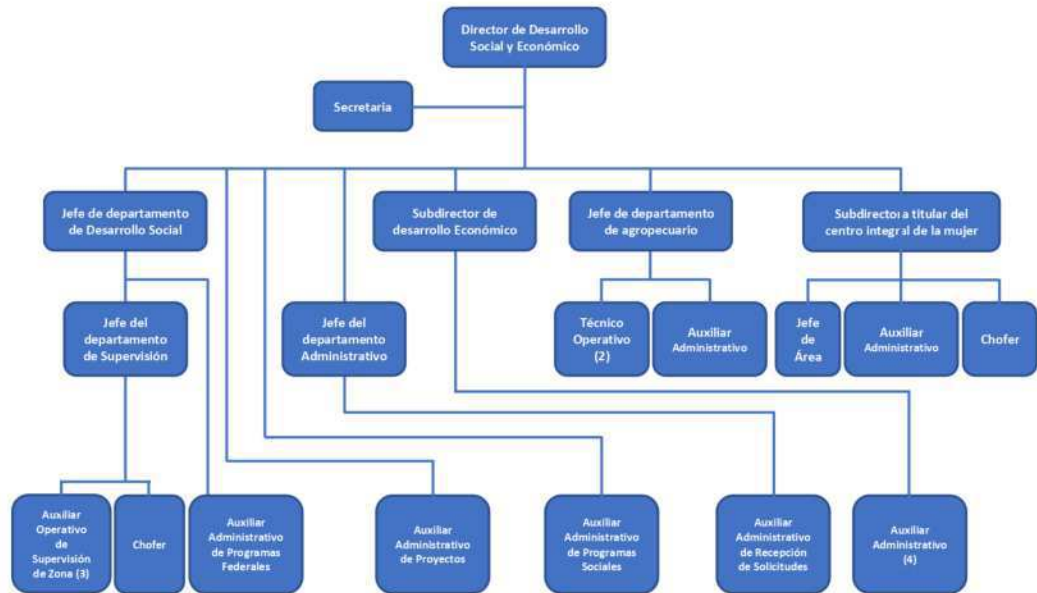 Director de Desarrollo
Social y Económico
Secretaria
Jefe de departamento
de Desarrollo Social
Subdirector de
desarrollo Económico
Jefe de departamento
de agropecuario
Subdirectora titular del
centro integral de la mujer
Jefe del
departamento
de Supervisión
Jefe del
departamento
Administrativo
Técnico
Operativo
(2)
Auxiliar
Administrativo
Jefe
de
Área
Auxiliar
Administrativo
Chofer
Auxiliar
Operativo
de
Supervisión
de Zona (3)
Chofer
Auxiliar
Administrativo
de Programas
Federales
Auxiliar
Administrativo
de Proyectos
Auxiliar
Administrativo
de Programas
Sociales
Auxiliar
Administrativo
de Recepción
de Solicitudes
Auxiliar
Administrativo
(4)